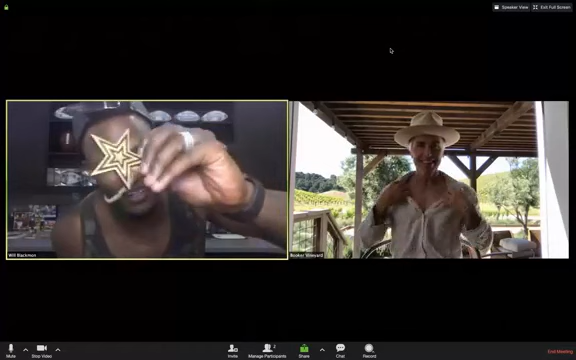 Speaker View
Exit Full Screen
Will Blackmon
Booker Vineyard
Mute
Stop Video
Invite
Manage Participants
2
Share
Chat
Record
End Meeting